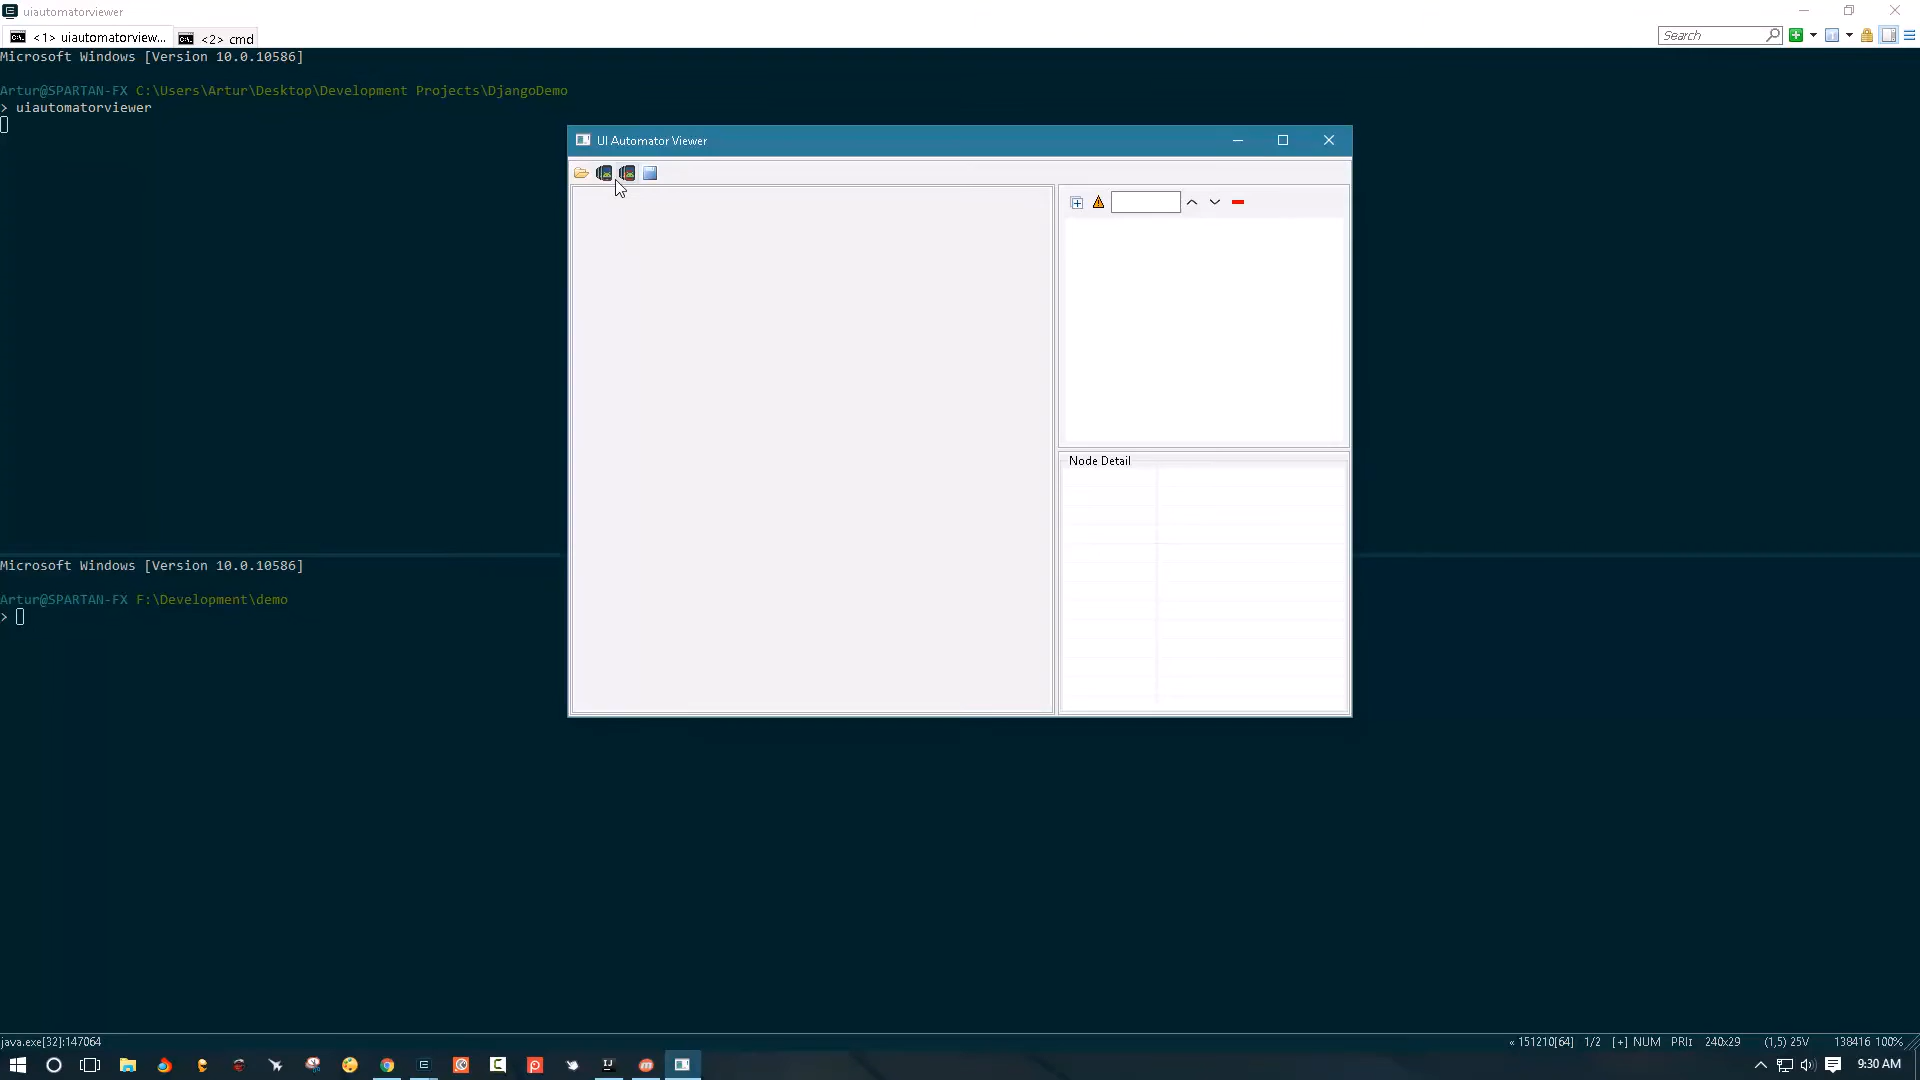 uiautomatorviewer
<1> uiautomatorview...
<2> cmd
Search
Microsoft Windows [Version 10.0.10586]
Artur@SPARTAN-FX C:\Users\Artur\Desktop\Development Projects\DjangoDemo
> uiautomatorviewer
UI Automator Viewer
Node Detail
Microsoft Windows [Version 10.0.10586]
Artur@SPARTAN-FX F:\Development\demo
>
java.exe[32]:147064
« 151210[64] 1/2 [+] NUM PRI↕ 240x29 (1,5) 25V 138416 100%
9:30 AM